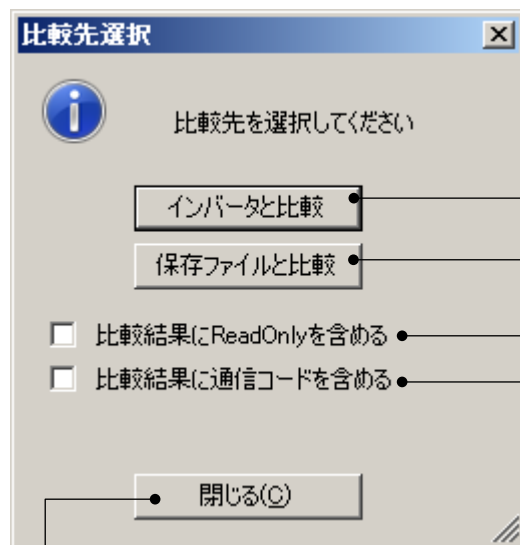 比較先選択
比較先を選択してください
インバータと比較
保存ファイルと比較
比較結果にReadOnlyを含める
比較結果に通信コードを含める
閉じる(C)